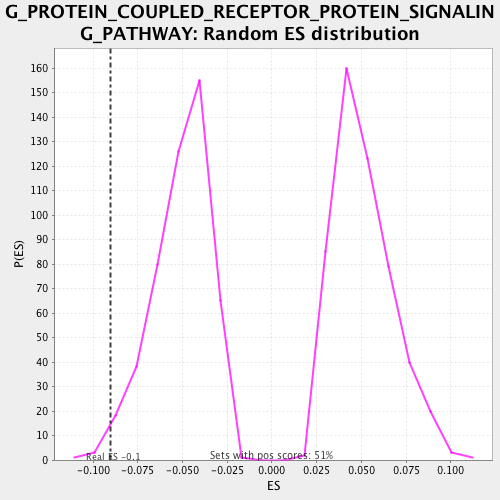 G_PROTEIN_COUPLED_RECEPTOR_PROTEIN_SIGNALIN
G_PATHWAY: Random ES distribution
160
150
140
130
120
110
100
90
80
70
60
50
40
30
20
10
0
P(ES)
Real ES -0.1
Sets with pos scores: 51%
-0.100 -0.075 -0.050 -0.025 0.000 0.025 0.050 0.075 0.100
ES